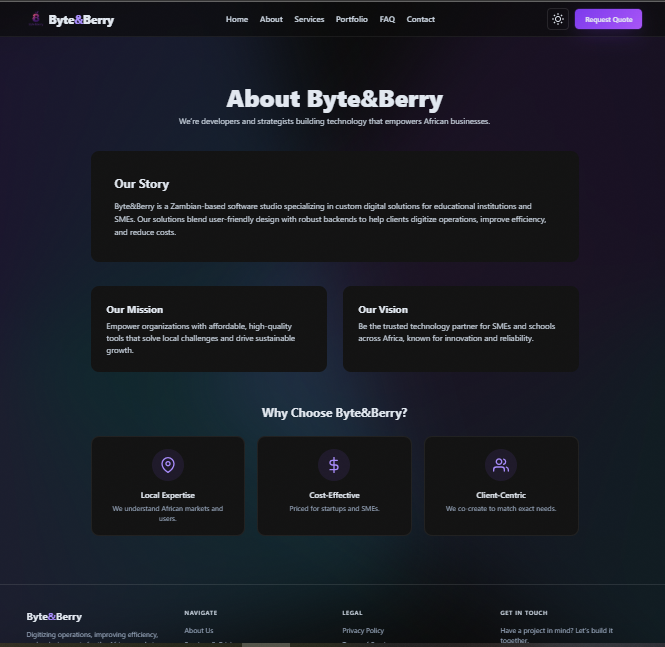 Byte&Berry
Home About Services Portfolio FAQ Contact
Request Quote
About Byte&Berry
We're developers and strategists building technology that empowers African businesses.
Our Story
Byte&Berry is a Zambian-based software studio specializing in custom digital solutions for educational institutions and
SMEs. Our solutions blend user-friendly design with robust backends to help clients digitize operations, improve efficiency,
and reduce costs.
Our Mission
Empower organizations with affordable, high-quality
tools that solve local challenges and drive sustainable
growth.
Our Vision
Be the trusted technology partner for SMEs and schools
across Africa, known for innovation and reliability.
Why Choose Byte&Berry?
Local Expertise
We understand African markets and
users.
Cost-Effective
Priced for startups and SMEs.
Client-Centric
We co-create to match exact needs.
Byte&Berry
Digitizing operations, improving efficiency,
NAVIGATE
About Us
LEGAL
Privacy Policy
GET IN TOUCH
Have a project in mind? Let's build it
together.